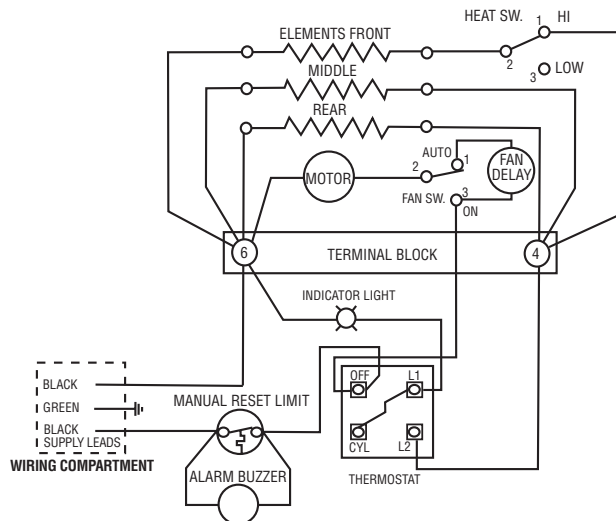 HEAT SW.
1
HI
ELEMENTS FRONT
2
MIDDLE
3
LOW
REAR
AUTO
1
2
FAN
DELAY
MOTOR
FAN SW.
3
ON
6
TERMINAL BLOCK
4
INDICATOR LIGHT
OFF
L1
BLACK
GREEN
MANUAL RESET LIMIT
BLACK
SUPPLY LEADS
CYL
L2
WIRING COMPARTMENT
ALARM BUZZER
THERMOSTAT